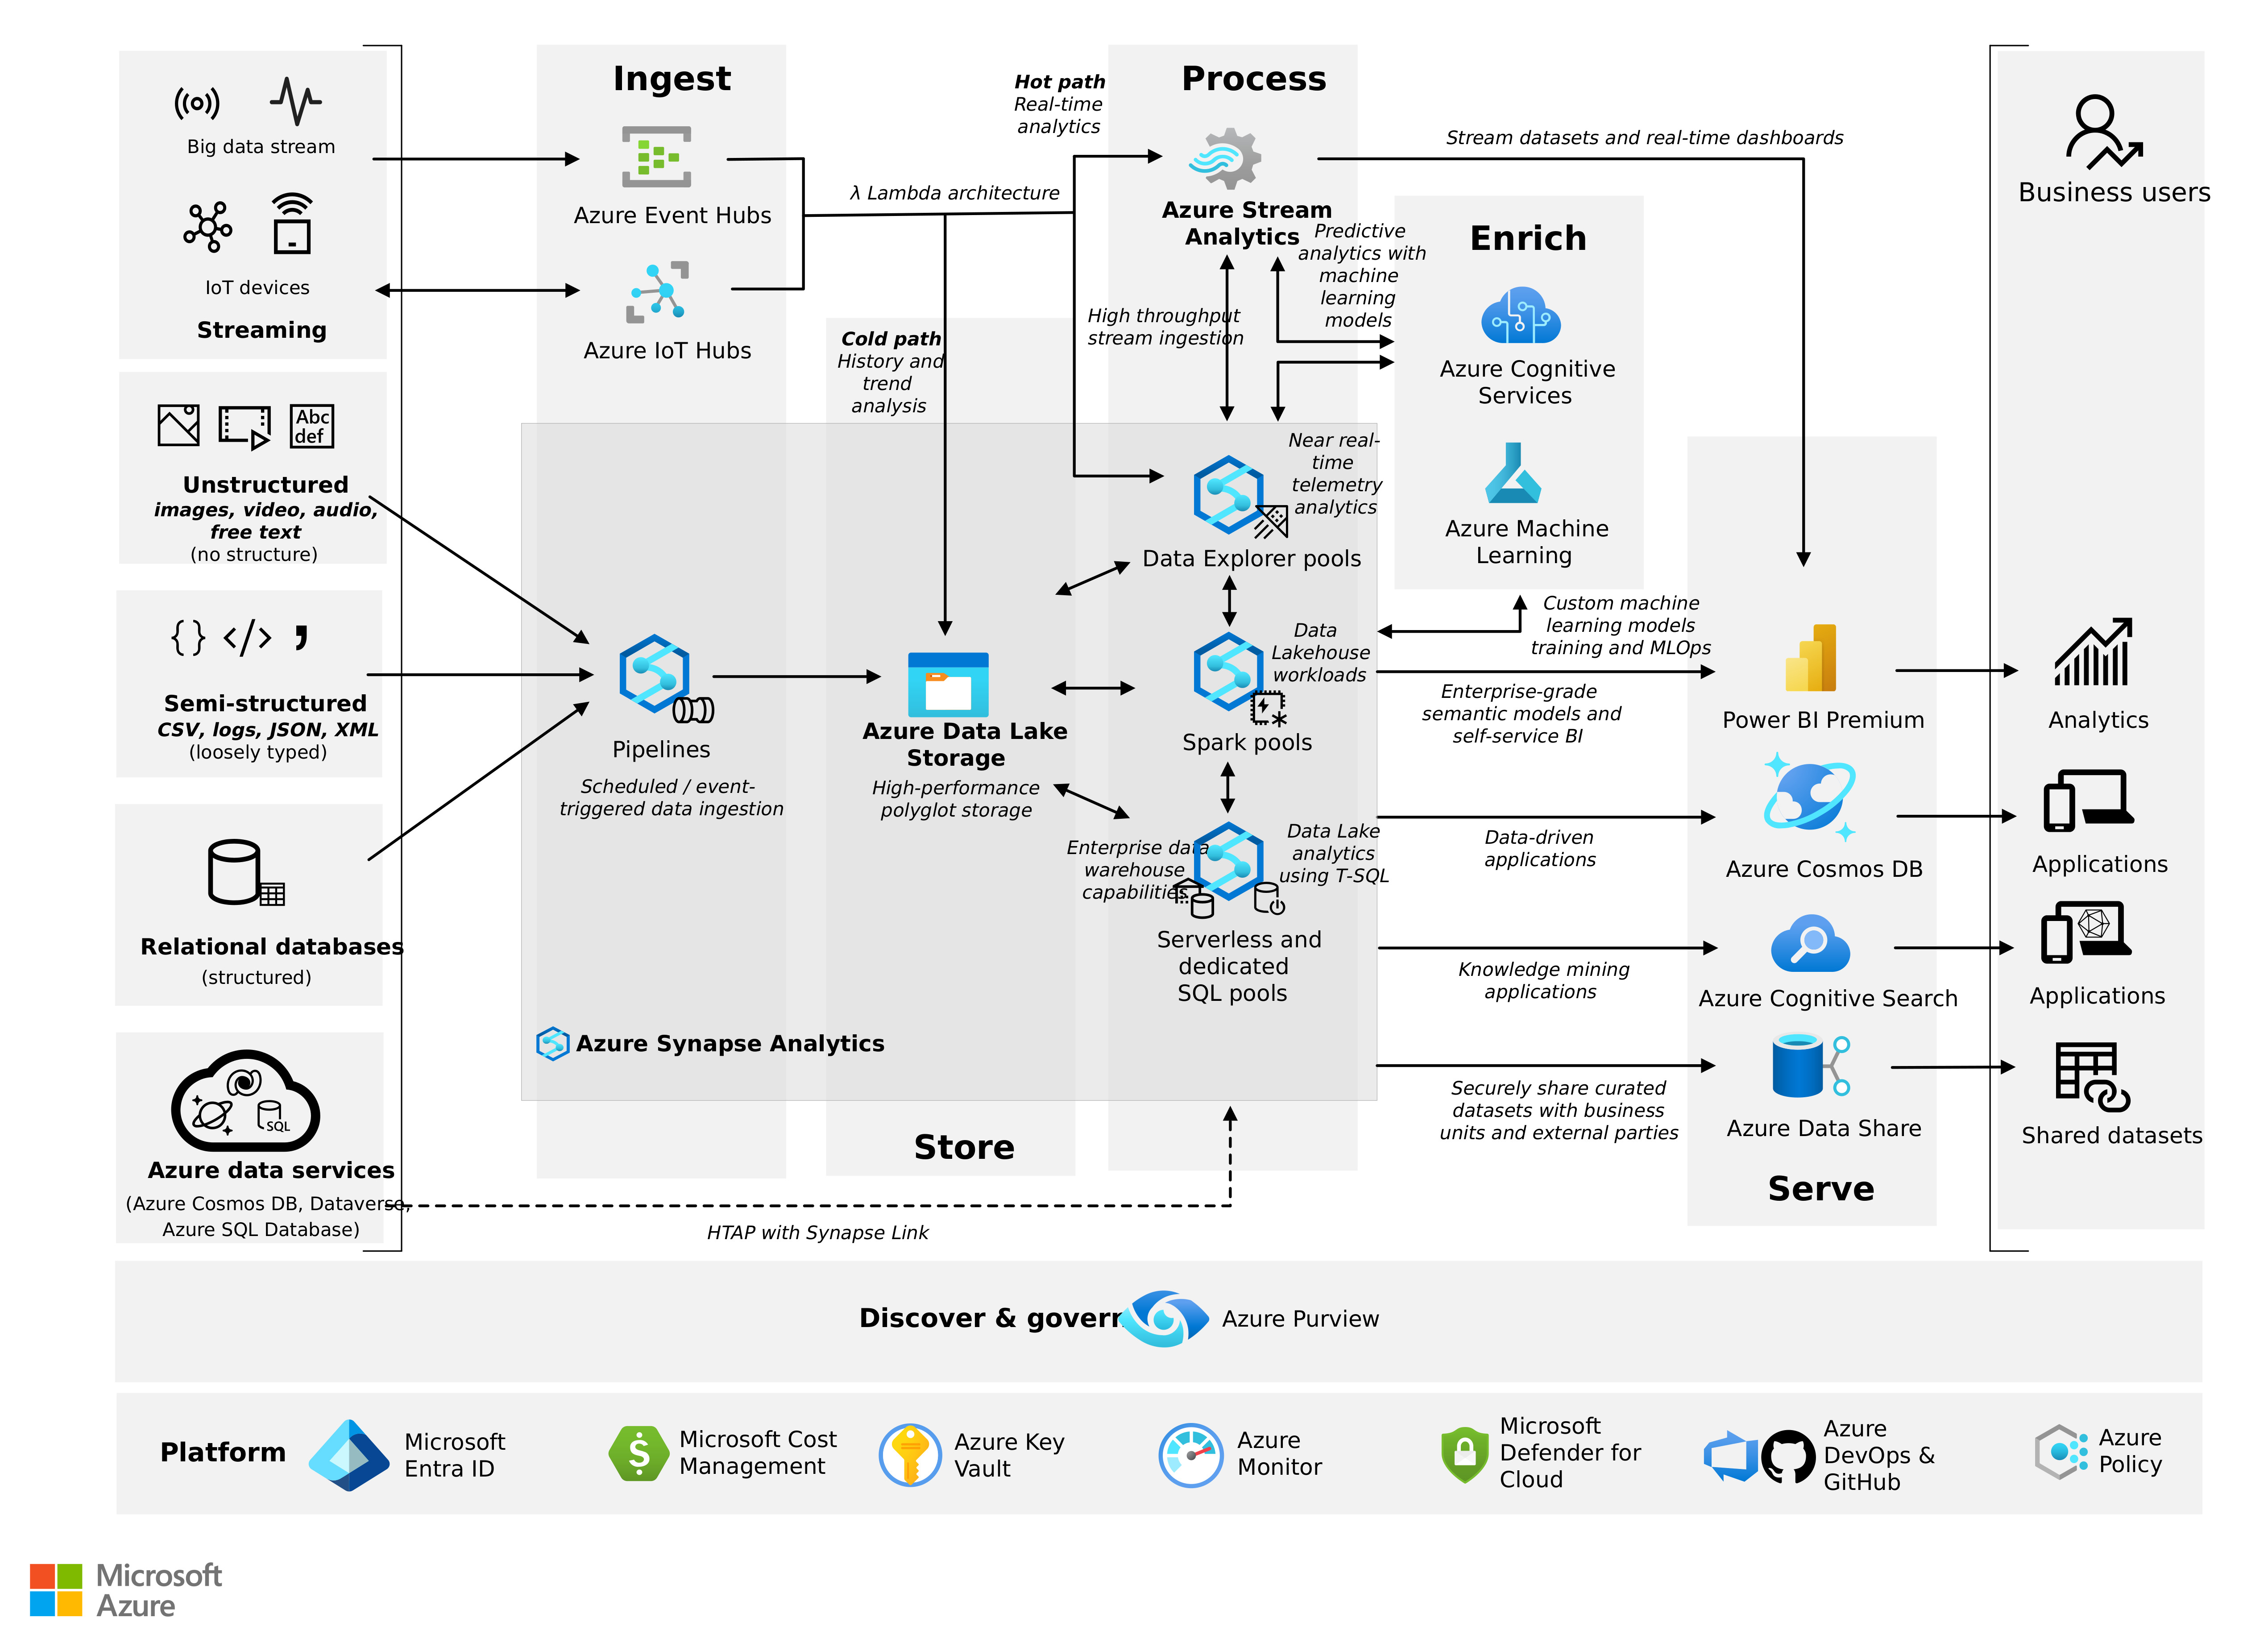 Ingest
Process
Hot path
Real-time
analytics
Stream datasets and real-time dashboards
Big data stream
IoT devices
Streaming
Azure Event Hubs
Azure IoT Hubs
λ Lambda architecture
Azure Stream
Analytics
Predictive
analytics with
machine
learning
models
High throughput
stream ingestion
Enrich
Azure Cognitive
Services
Azure Machine
Learning
Business users
Cold path
History and
trend
analysis
Abc
def
Unstructured
images, video, audio,
free text
(no structure)
{ } </> ,
Semi-structured
CSV, logs, JSON, XML
(loosely typed)
Relational databases
(structured)
SQL
Azure data services
(Azure Cosmos DB, Dataverse,
Azure SQL Database)
Pipelines
Scheduled / event-
triggered data ingestion
Azure Data Lake
Storage
High-performance
polyglot storage
Near real-
time
telemetry
analytics
Data Explorer pools
Data
Lakehouse
workloads
Spark pools
Enterprise data
warehouse
capabilities
Data Lake
analytics
using T-SQL
Serverless and
dedicated
SQL pools
Azure Synapse Analytics
Store
HTAP with Synapse Link
Custom machine
learning models
training and MLOps
Enterprise-grade
semantic models and
self-service BI
Data-driven
applications
Knowledge mining
applications
Securely share curated
datasets with business
units and external parties
Power BI Premium
Azure Cosmos DB
Azure Cognitive Search
Azure Data Share
Serve
Analytics
Applications
Applications
Shared datasets
Discover & govern
Azure Purview
Platform
Microsoft
Entra ID
Microsoft Cost
Management
Azure Key
Vault
Azure
Monitor
Microsoft
Defender for
Cloud
Azure
DevOps &
GitHub
Azure
Policy
Microsoft
Azure